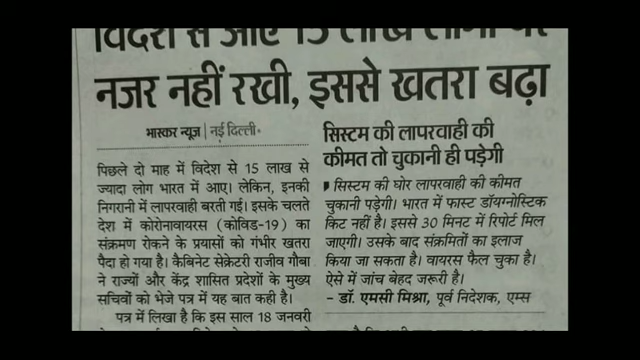 विदेश से आए 15 लाख लोगों पर
नजर नहीं रखी, इससे खतरा बढ़ा
भास्कर न्यूज | नई दिल्ली
पिछले दो माह में विदेश से 15 लाख से
ज्यादा लोग भारत में आए। लेकिन, इनकी
निगरानी में लापरवाही बरती गई। इसके चलते
देश में कोरोनावायरस (कोविड-19) का
संक्रमण रोकने के प्रयासों को गंभीर खतरा
पैदा हो गया है। कैबिनेट सेक्रेटरी राजीव गौबा
ने राज्यों और केंद्र शासित प्रदेशों के मुख्य
सचिवों को भेजे पत्र में यह बात कही है।
पत्र में लिखा है कि इस साल 18 जनवरी
सिस्टम की लापरवाही की
कीमत तो चुकानी ही पड़ेगी
सिस्टम की घोर लापरवाही की कीमत
चुकानी पड़ेगी। भारत में फास्ट डॉयग्नोस्टिक
किट नहीं है। इससे 30 मिनट में रिपोर्ट मिल
जाएगी। उसके बाद संक्रमितों का इलाज
किया जा सकता है। वायरस फैल चुका है।
ऐसे में जांच बेहद जरूरी है।
- डॉ. एमसी मिश्रा, पूर्व निदेशक, एम्स